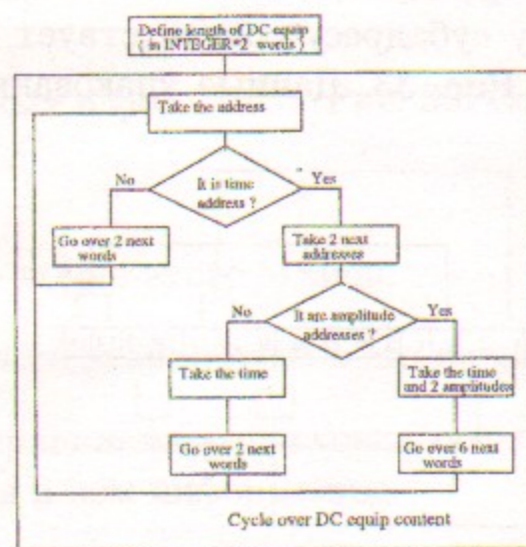 Define length of DC equip
{ in INTEGER*2 words }
Take the address
No
It is time
address ?
Yes
Go over 2 next
words
Take 2 next
addresses
No
It are amplitude
addresses ?
Yes
Take the time
Take the time
and 2 amplitudes
Go over 2 next
words
Go over 6 next
words
Cycle over DC equip content